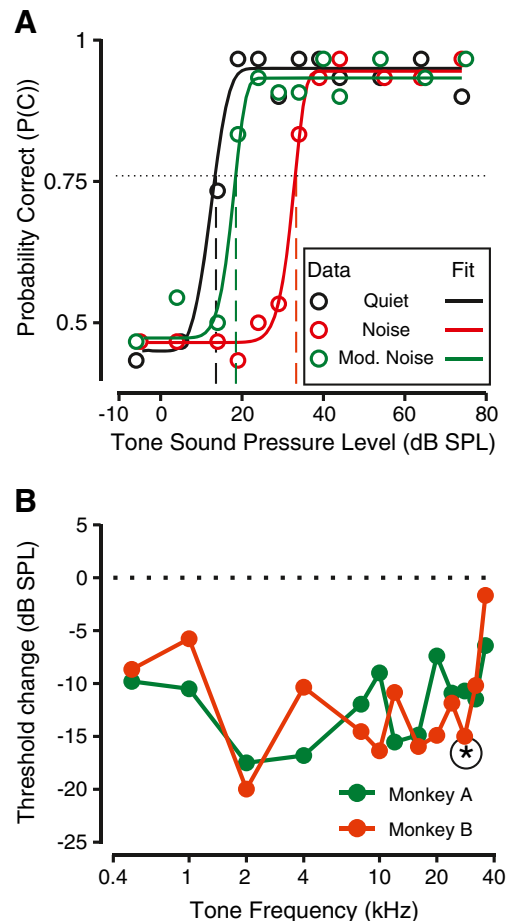 A
Probability Correct (P(C))
1
0.75
0.5
Data Fit
Quiet
Noise
Mod. Noise
-10 0 20 40 60 80
Tone Sound Pressure Level (dB SPL)
B
Threshold change (dB SPL)
5
0
-5
-10
-15
-20
-25
*
Monkey A
Monkey B
0.4 1 2 4 10 20 40
Tone Frequency (kHz)